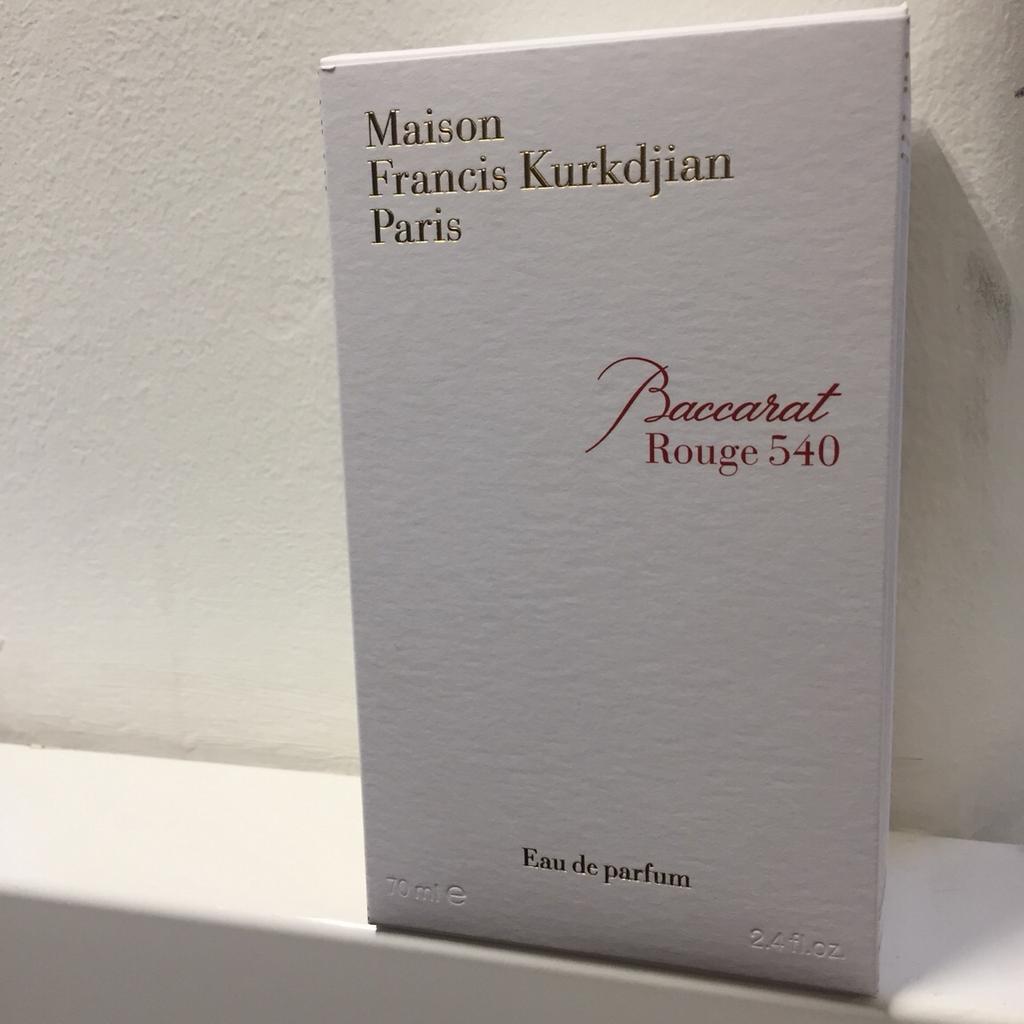 Maison
Francis Kurkdjian
Paris
Baccarat
Rouge 540
Eau de parfum
70 ml ℮
2.4 fl.oz.